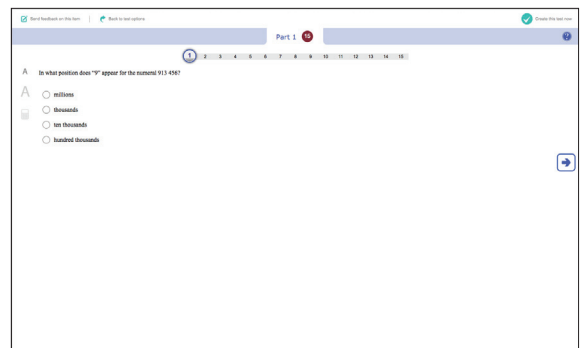 Send feedback on this item
Back to test options
Create this test now
Part 1 15
?
1 2 3 4 5 6 7 8 9 10 11 12 13 14 15
A In what position does "9" appear for the numeral 913 456?
A
millions
thousands
ten thousands
hundred thousands